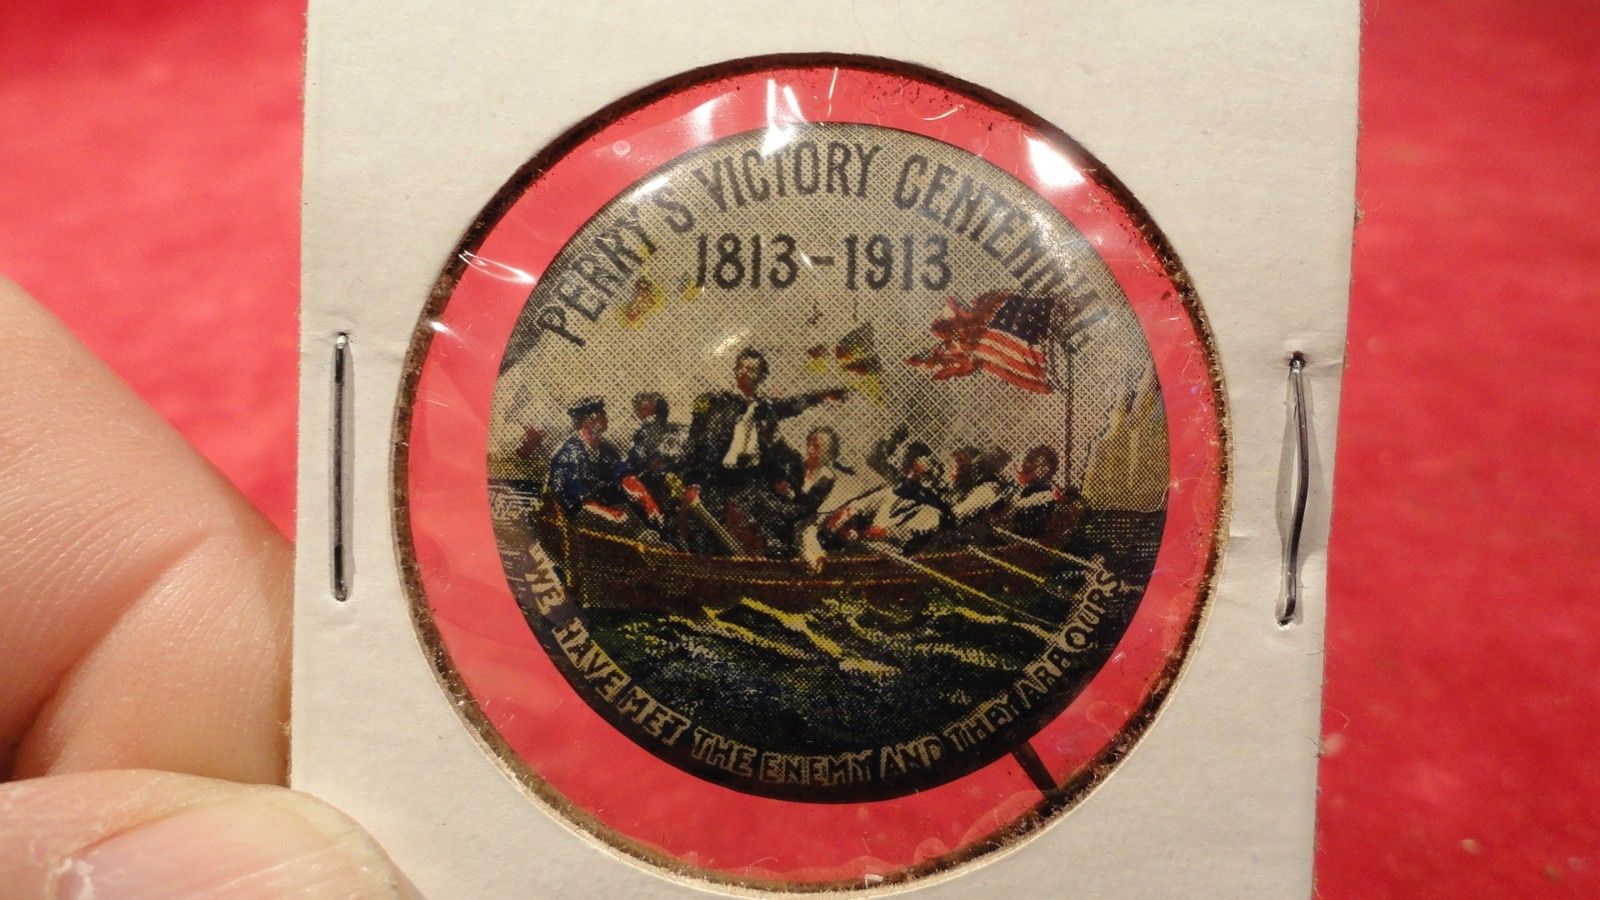 PERRY'S VICTORY CENTENNIAL
1813-1913
"WE HAVE MET THE ENEMY AND THEY ARE OURS"